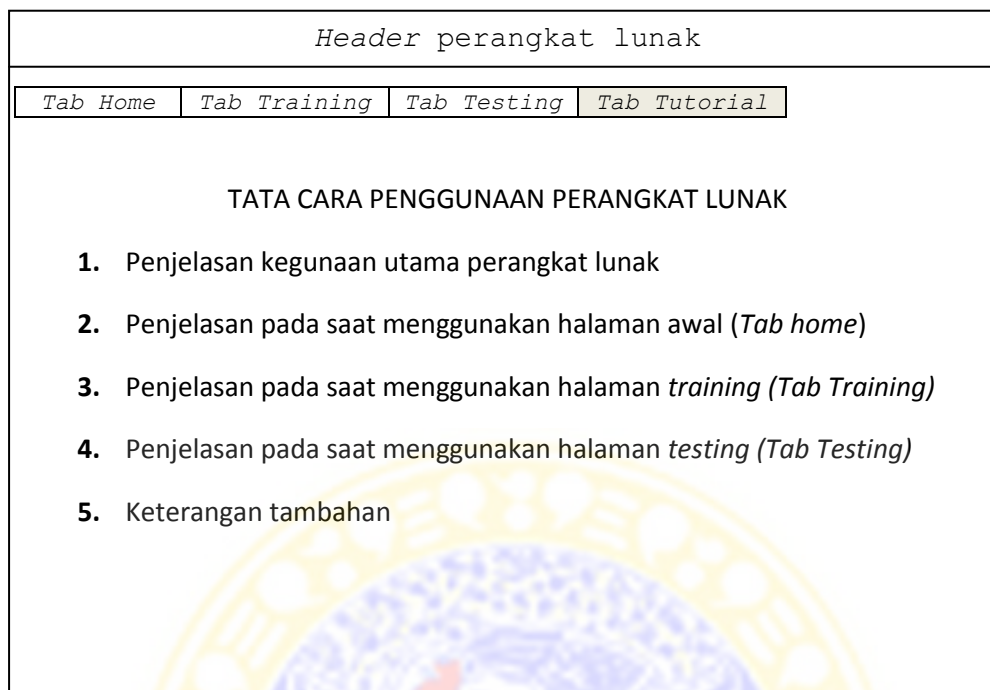 Header perangkat lunak
Tab Home Tab Training Tab Testing Tab Tutorial
TATA CARA PENGGUNAAN PERANGKAT LUNAK
1. Penjelasan kegunaan utama perangkat lunak
2. Penjelasan pada saat menggunakan halaman awal (Tab home)
3. Penjelasan pada saat menggunakan halaman training (Tab Training)
4. Penjelasan pada saat menggunakan halaman testing (Tab Testing)
5. Keterangan tambahan